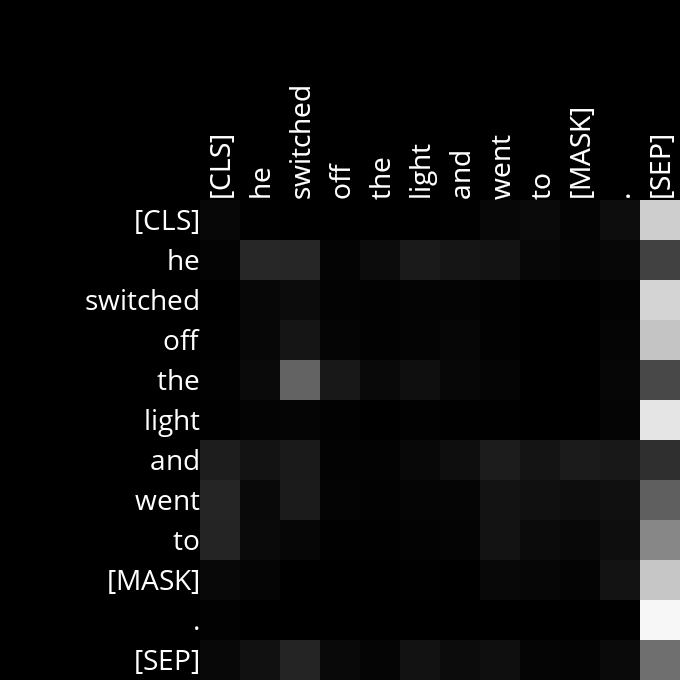 [CLS] he switched off the light and went to [MASK] . [SEP]
[CLS]
he
switched
off
the
light
and
went
to
[MASK]
.
[SEP]